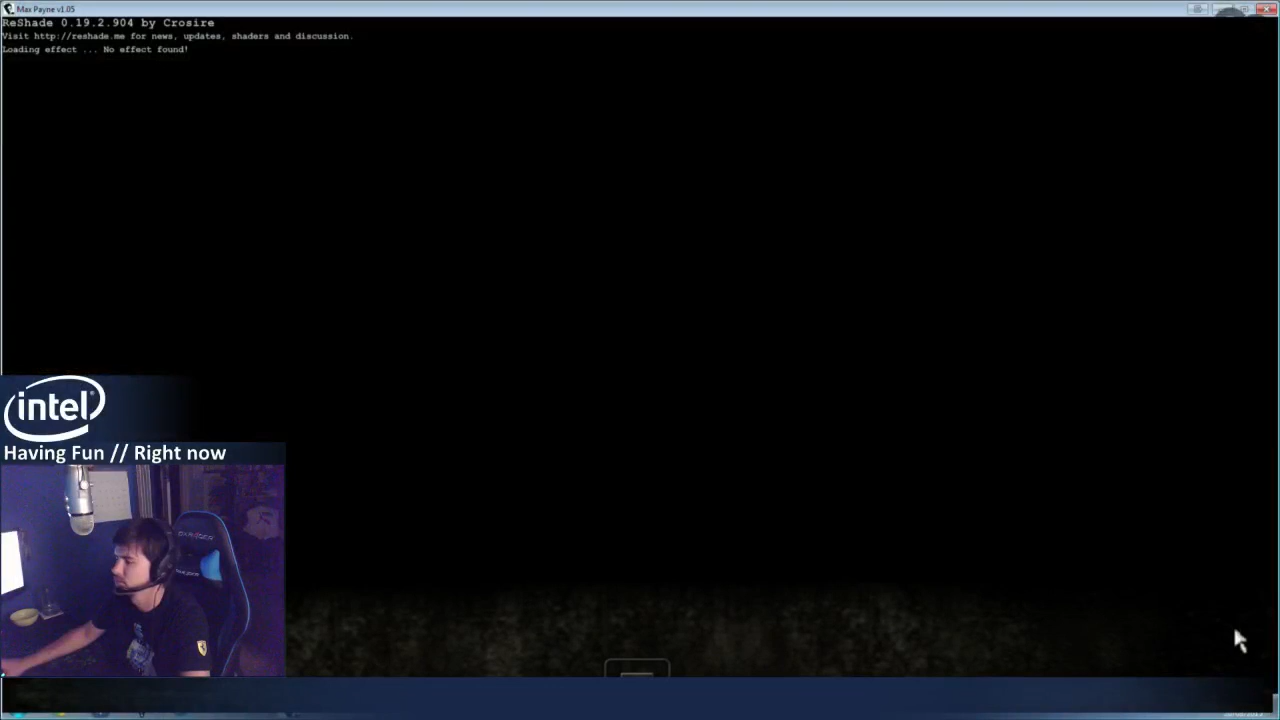 Max Payne v1.05
ReShade 0.19.2.904 by Crosire
Visit http://reshade.me for news, updates, shaders and discussion.
Loading effect ... No effect found!
intel
Having Fun // Right now